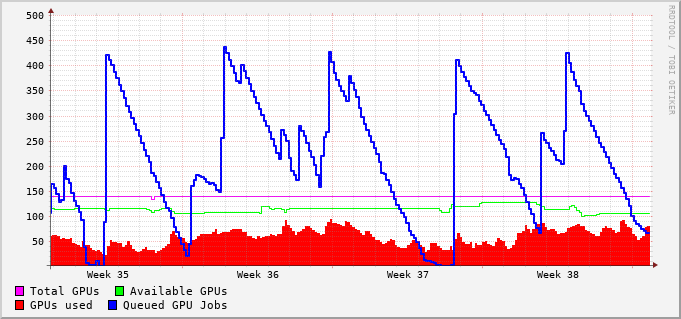 500
450
400
350
300
250
200
150
100
50
Week 35 Week 36 Week 37 Week 38
Total GPUs Available GPUs
GPUs used Queued GPU Jobs
RRDTOOL / TOBI OETIKER